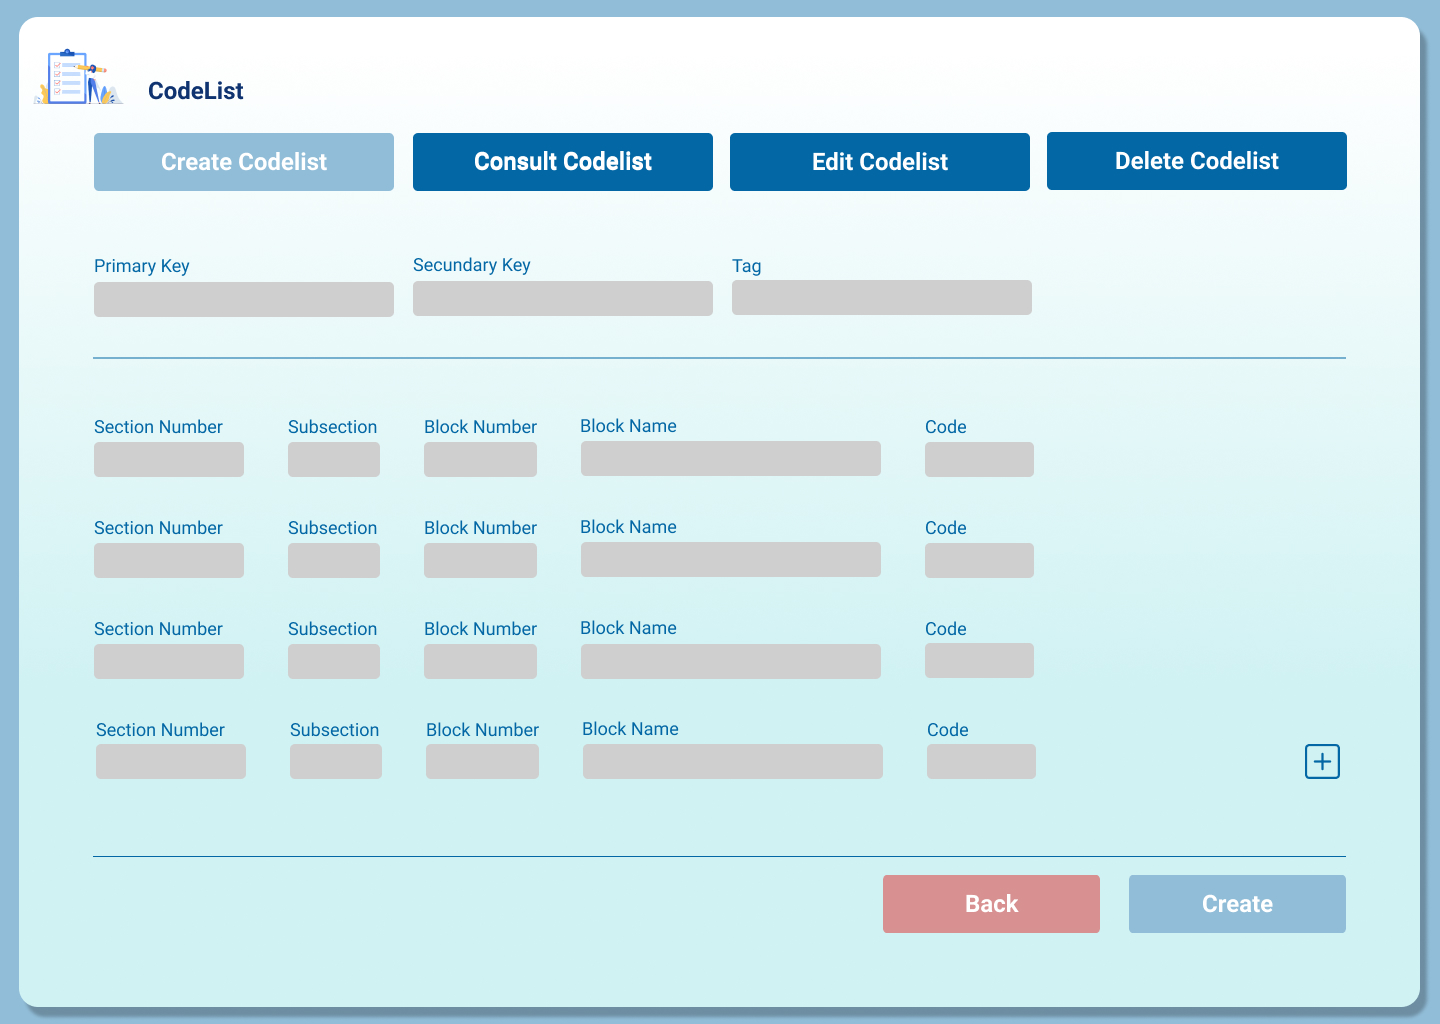 CodeList
Create Codelist Consult Codelist Edit Codelist Delete Codelist
Primary Key Secundary Key Tag
Section Number Subsection Block Number Block Name Code
Section Number Subsection Block Number Block Name Code
Section Number Subsection Block Number Block Name Code
Section Number Subsection Block Number Block Name Code
Back Create